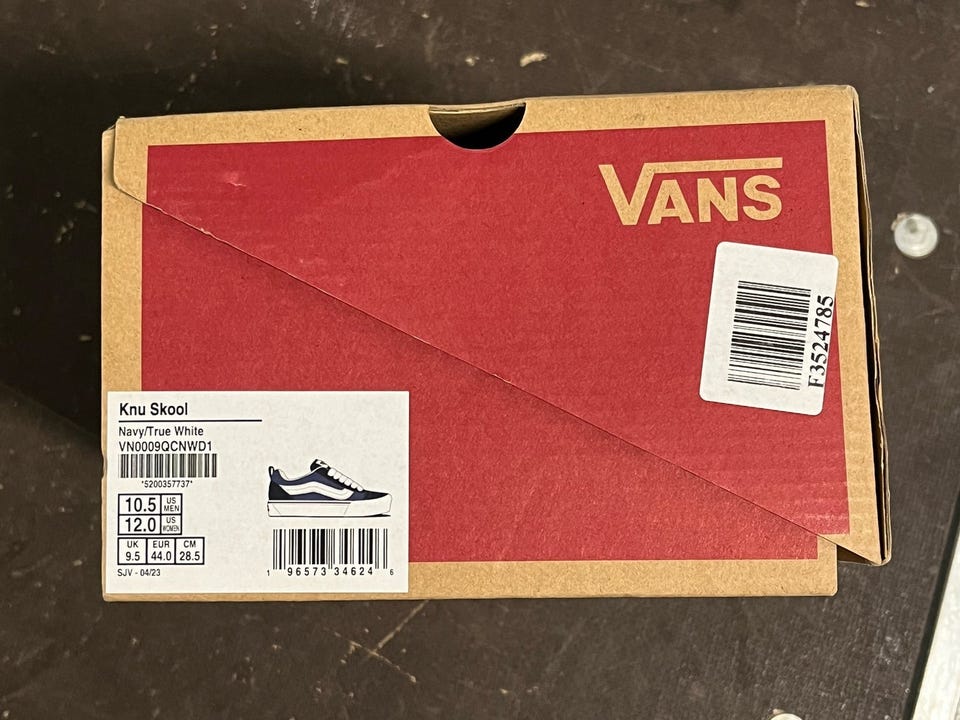 VANS
F3524785
Knu Skool
Navy/True White
VN0009QCNWD1
*5200357737*
10.5 US MEN
12.0 US WOMEN
UK EUR CM
9.5 44.0 28.5
SJV - 04/23
1 96573 34624 6